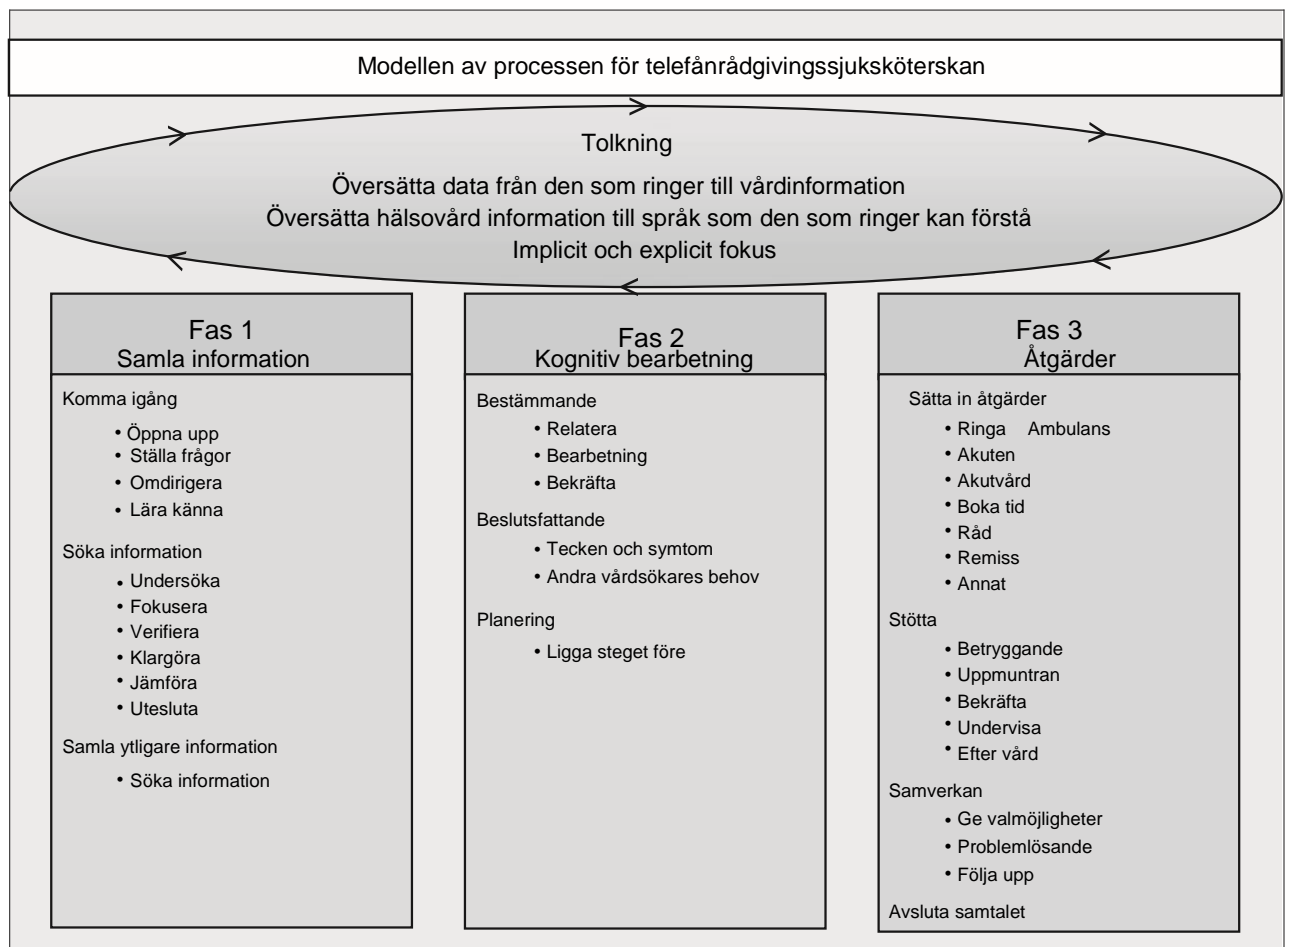 Modellen av processen för telefånrådgivingssjuksköterskan
Tolkning
Översätta data från den som ringer till vårdinformation
Översätta hälsovård information till språk som den som ringer kan förstå
Implicit och explicit fokus
Fas 1
Samla information
Komma igång
• Öppna upp
• Ställa frågor
• Omdirigera
• Lära känna
Söka information
• Undersöka
• Fokusera
• Verifiera
• Klargöra
• Jämföra
• Utesluta
Samla ytligare information
• Söka information
Fas 2
Kognitiv bearbetning
Bestämmande
• Relatera
• Bearbetning
• Bekräfta
Beslutsfattande
• Tecken och symtom
• Andra vårdsökares behov
Planering
• Ligga steget före
Fas 3
Åtgärder
Sätta in åtgärder
• Ringa Ambulans
• Akuten
• Akutvård
• Boka tid
• Råd
• Remiss
• Annat
Stötta
• Betryggande
• Uppmuntran
• Bekräfta
• Undervisa
• Efter vård
Samverkan
• Ge valmöjligheter
• Problemlösande
• Följa upp
Avsluta samtalet